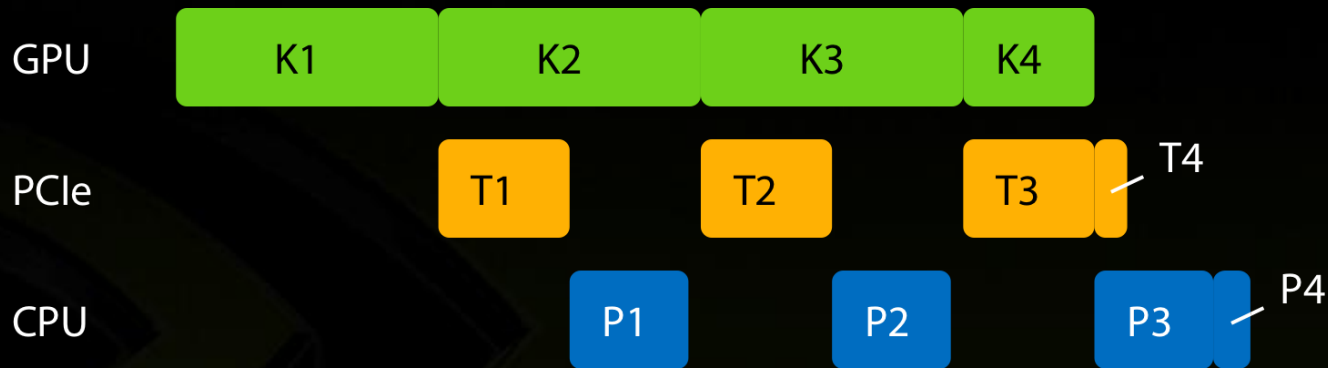 GPU K1 K2 K3 K4
PCIe T1 T2 T3 T4
CPU P1 P2 P3 P4